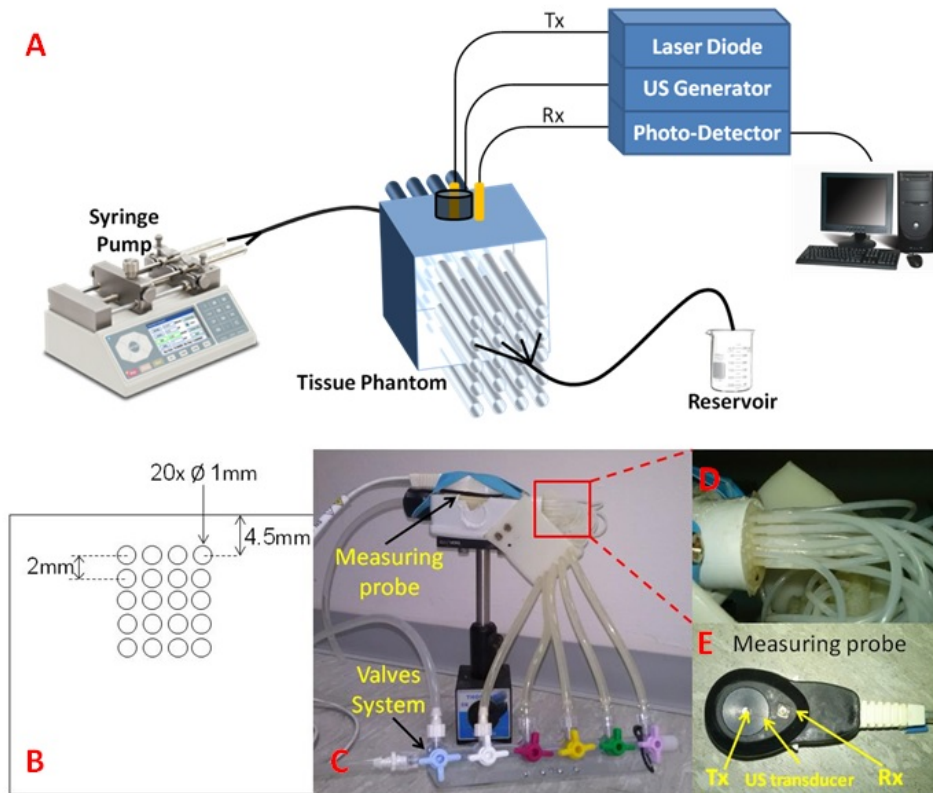 A
Tx
Laser Diode
US Generator
Rx
Photo-Detector
Syringe
Pump
Tissue Phantom
Reservoir
20x Ø 1mm
4.5mm
2mm
B
Measuring
probe
Valves
System
C
D
E
Measuring probe
Tx
US transducer
Rx